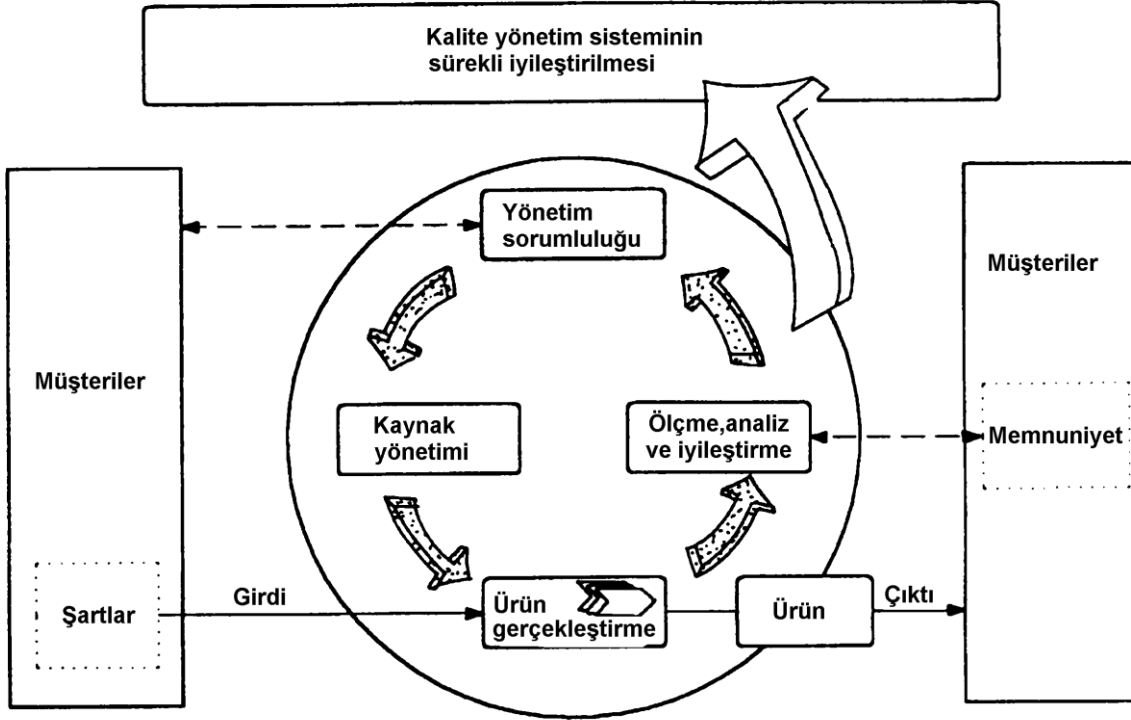 Kalite yönetim sisteminin
sürekli iyileştirilmesi
Yönetim
sorumluluğu
Müşteriler
Müşteriler
Kaynak
yönetimi
Ölçme,analiz
ve iyileştirme
Memnuniyet
Şartlar
Girdi
Ürün
gerçekleştirme
Ürün
Çıktı